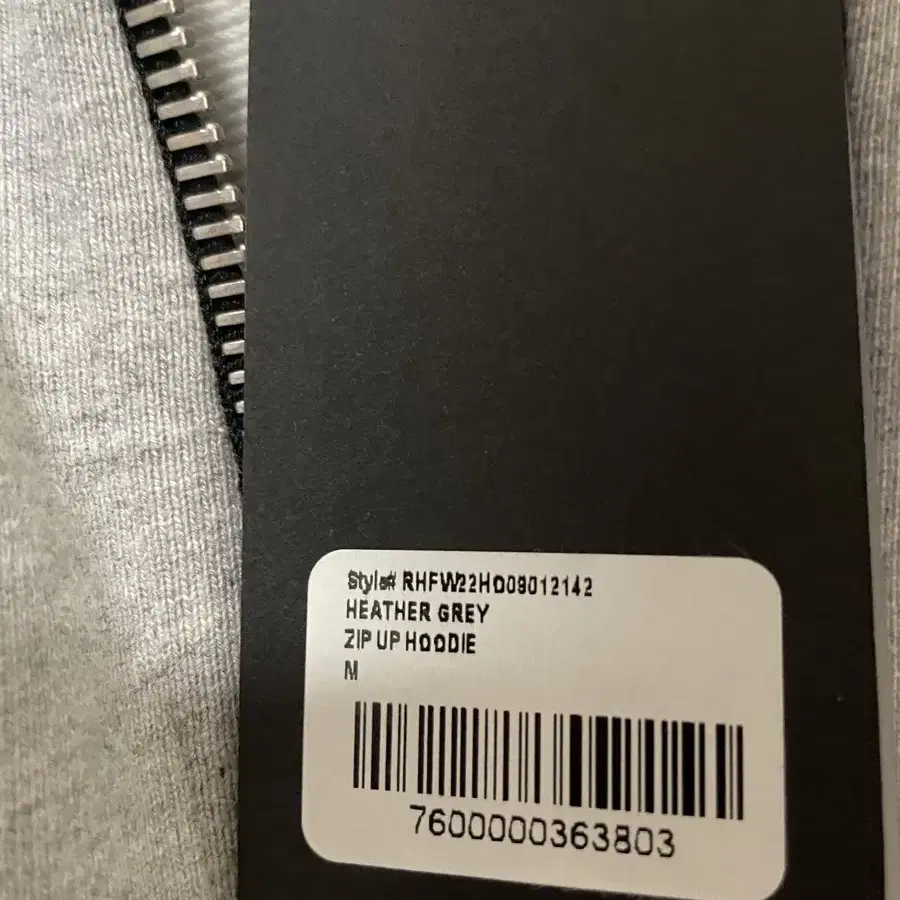 Style# RHFW22HO09012142
HEATHER GREY
ZIP UP HOODIE
M
7600000363803